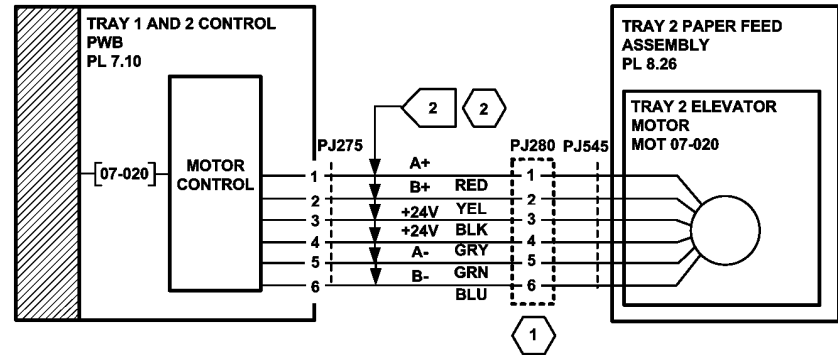 TRAY 1 AND 2 CONTROL
PWB
PL 7.10
07-020
MOTOR
CONTROL
PJ275
1
2
3
4
5
6
2
2
A+
B+ RED
+24V YEL
+24V BLK
A- GRY
B- GRN
BLU
PJ280
1
2
3
4
5
6
1
PJ545
TRAY 2 PAPER FEED
ASSEMBLY
PL 8.26
TRAY 2 ELEVATOR
MOTOR
MOT 07-020